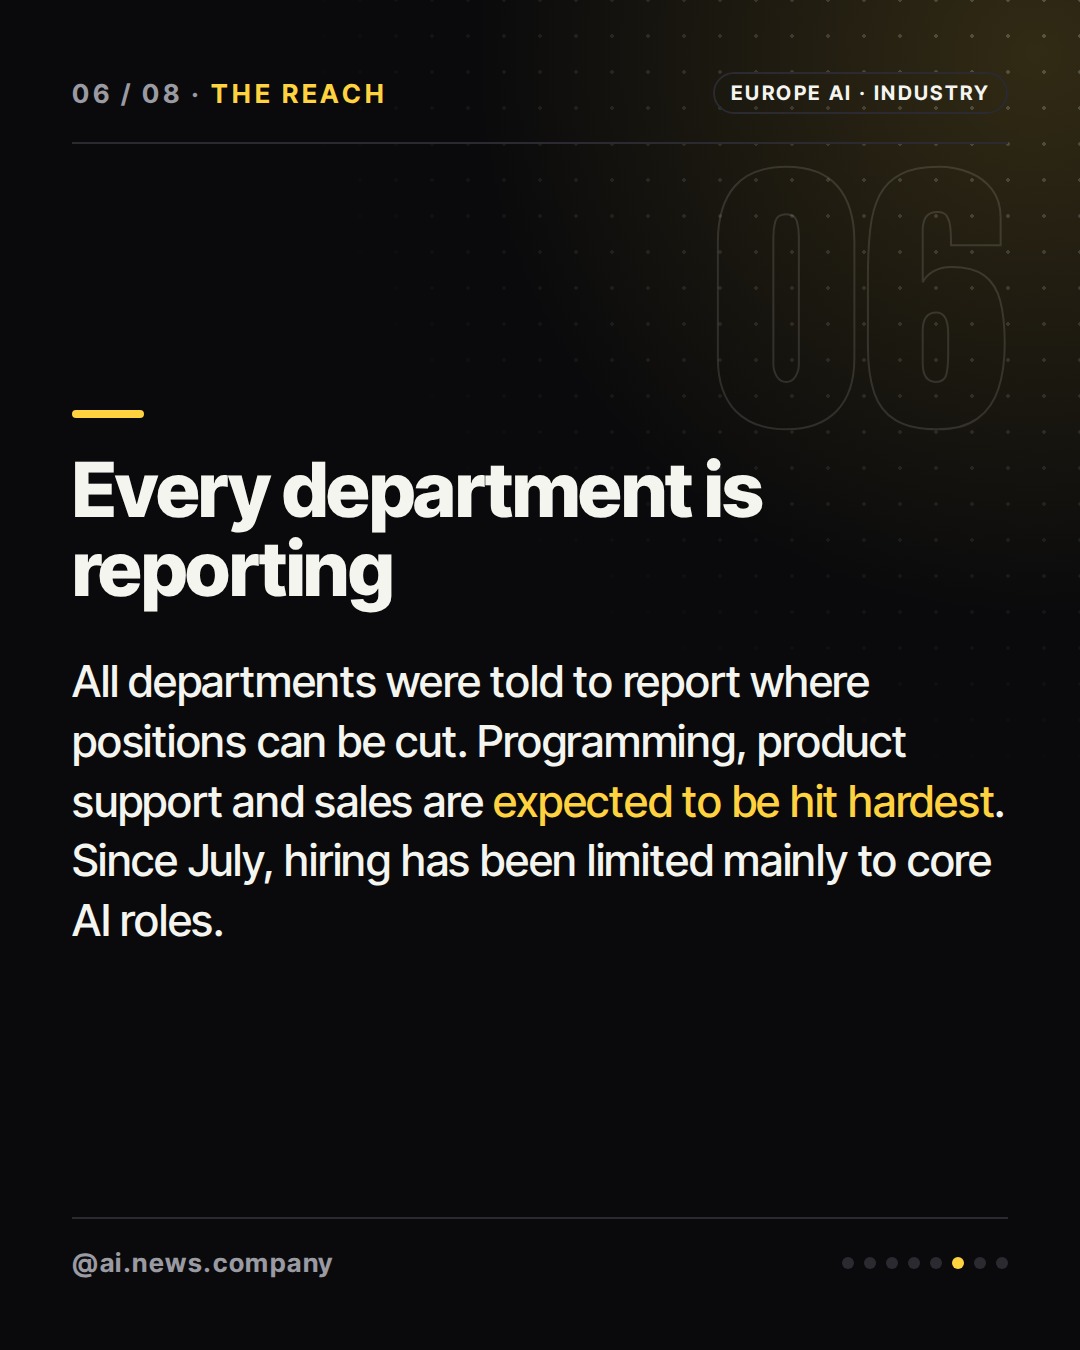 06 / 08 · THE REACH
EUROPE AI · INDUSTRY
06
Every department is
reporting
All departments were told to report where
positions can be cut. Programming, product
support and sales are expected to be hit hardest.
Since July, hiring has been limited mainly to core
AI roles.
@ai.news.company